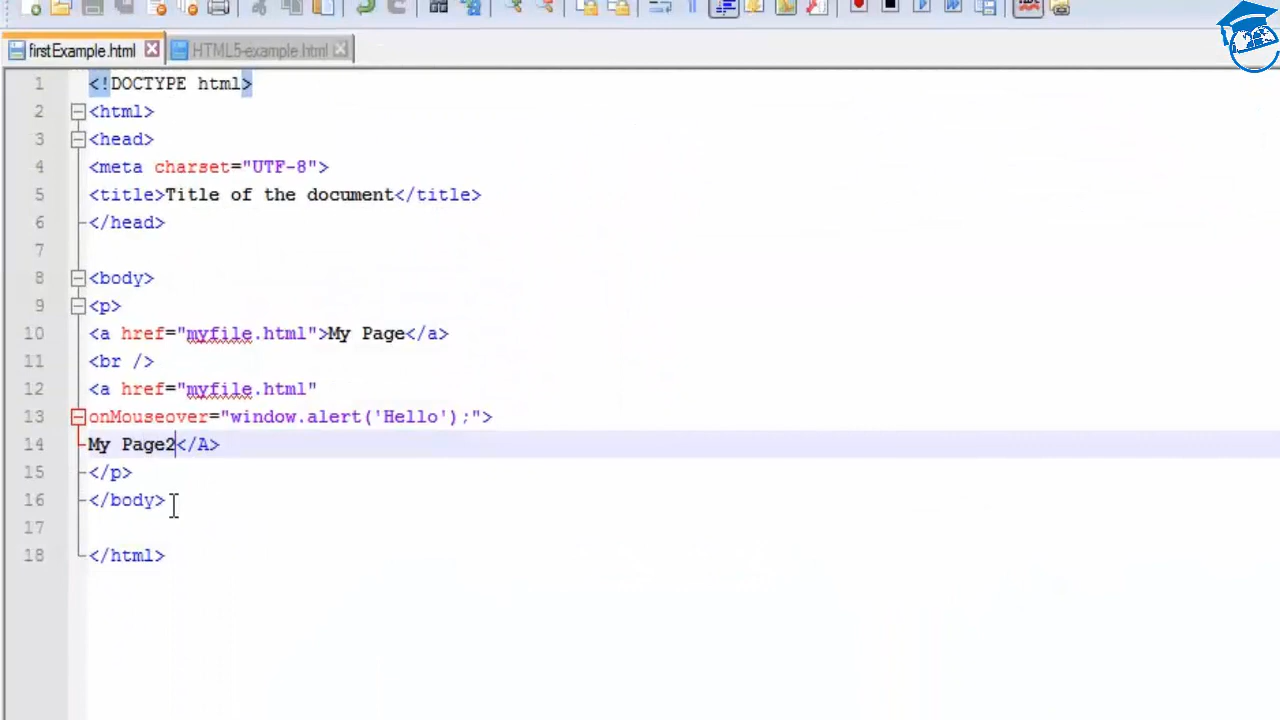 firstExample.html HTML5-example.html
1 <!DOCTYPE html>
2 <html>
3 <head>
4 <meta charset="UTF-8">
5 <title>Title of the document</title>
6 </head>
7
8 <body>
9 <p>
10 <a href="myfile.html">My Page</a>
11 <br />
12 <a href="myfile.html"
13 onMouseover="window.alert('Hello');">
14 My Page2</A>
15 </p>
16 </body>
17
18 </html>